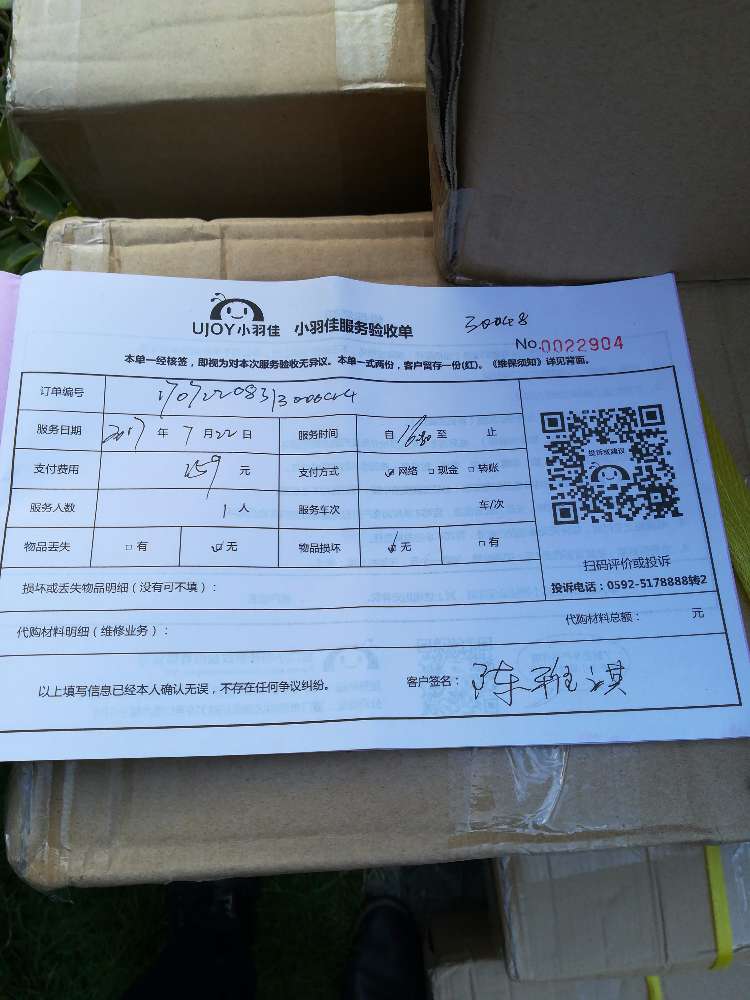 UJOY小羽佳 小羽佳服务验收单 30048
No.0022904
本单一经核签，即视为对本次服务验收无异议。本单一式两份，客户留存一份(红)。《维保须知》详见背面。
订单编号
服务日期 2017 年 7 月 22 日 服务时间 自 至 止
支付费用 259 元 支付方式 ☑网络 □现金 □转账
投诉或建议
服务人数 1 人 服务车次 车/次
物品丢失 □有 ☑无 物品损坏 ☑无 □有
扫码评价或投诉
损坏或丢失物品明细（没有可不填）：
投诉电话：0592-5178888转2
代购材料明细（维修业务）： 代购材料总额： 元
以上填写信息已经本人确认无误，不存在任何争议纠纷。 客户签名：陈雅淇